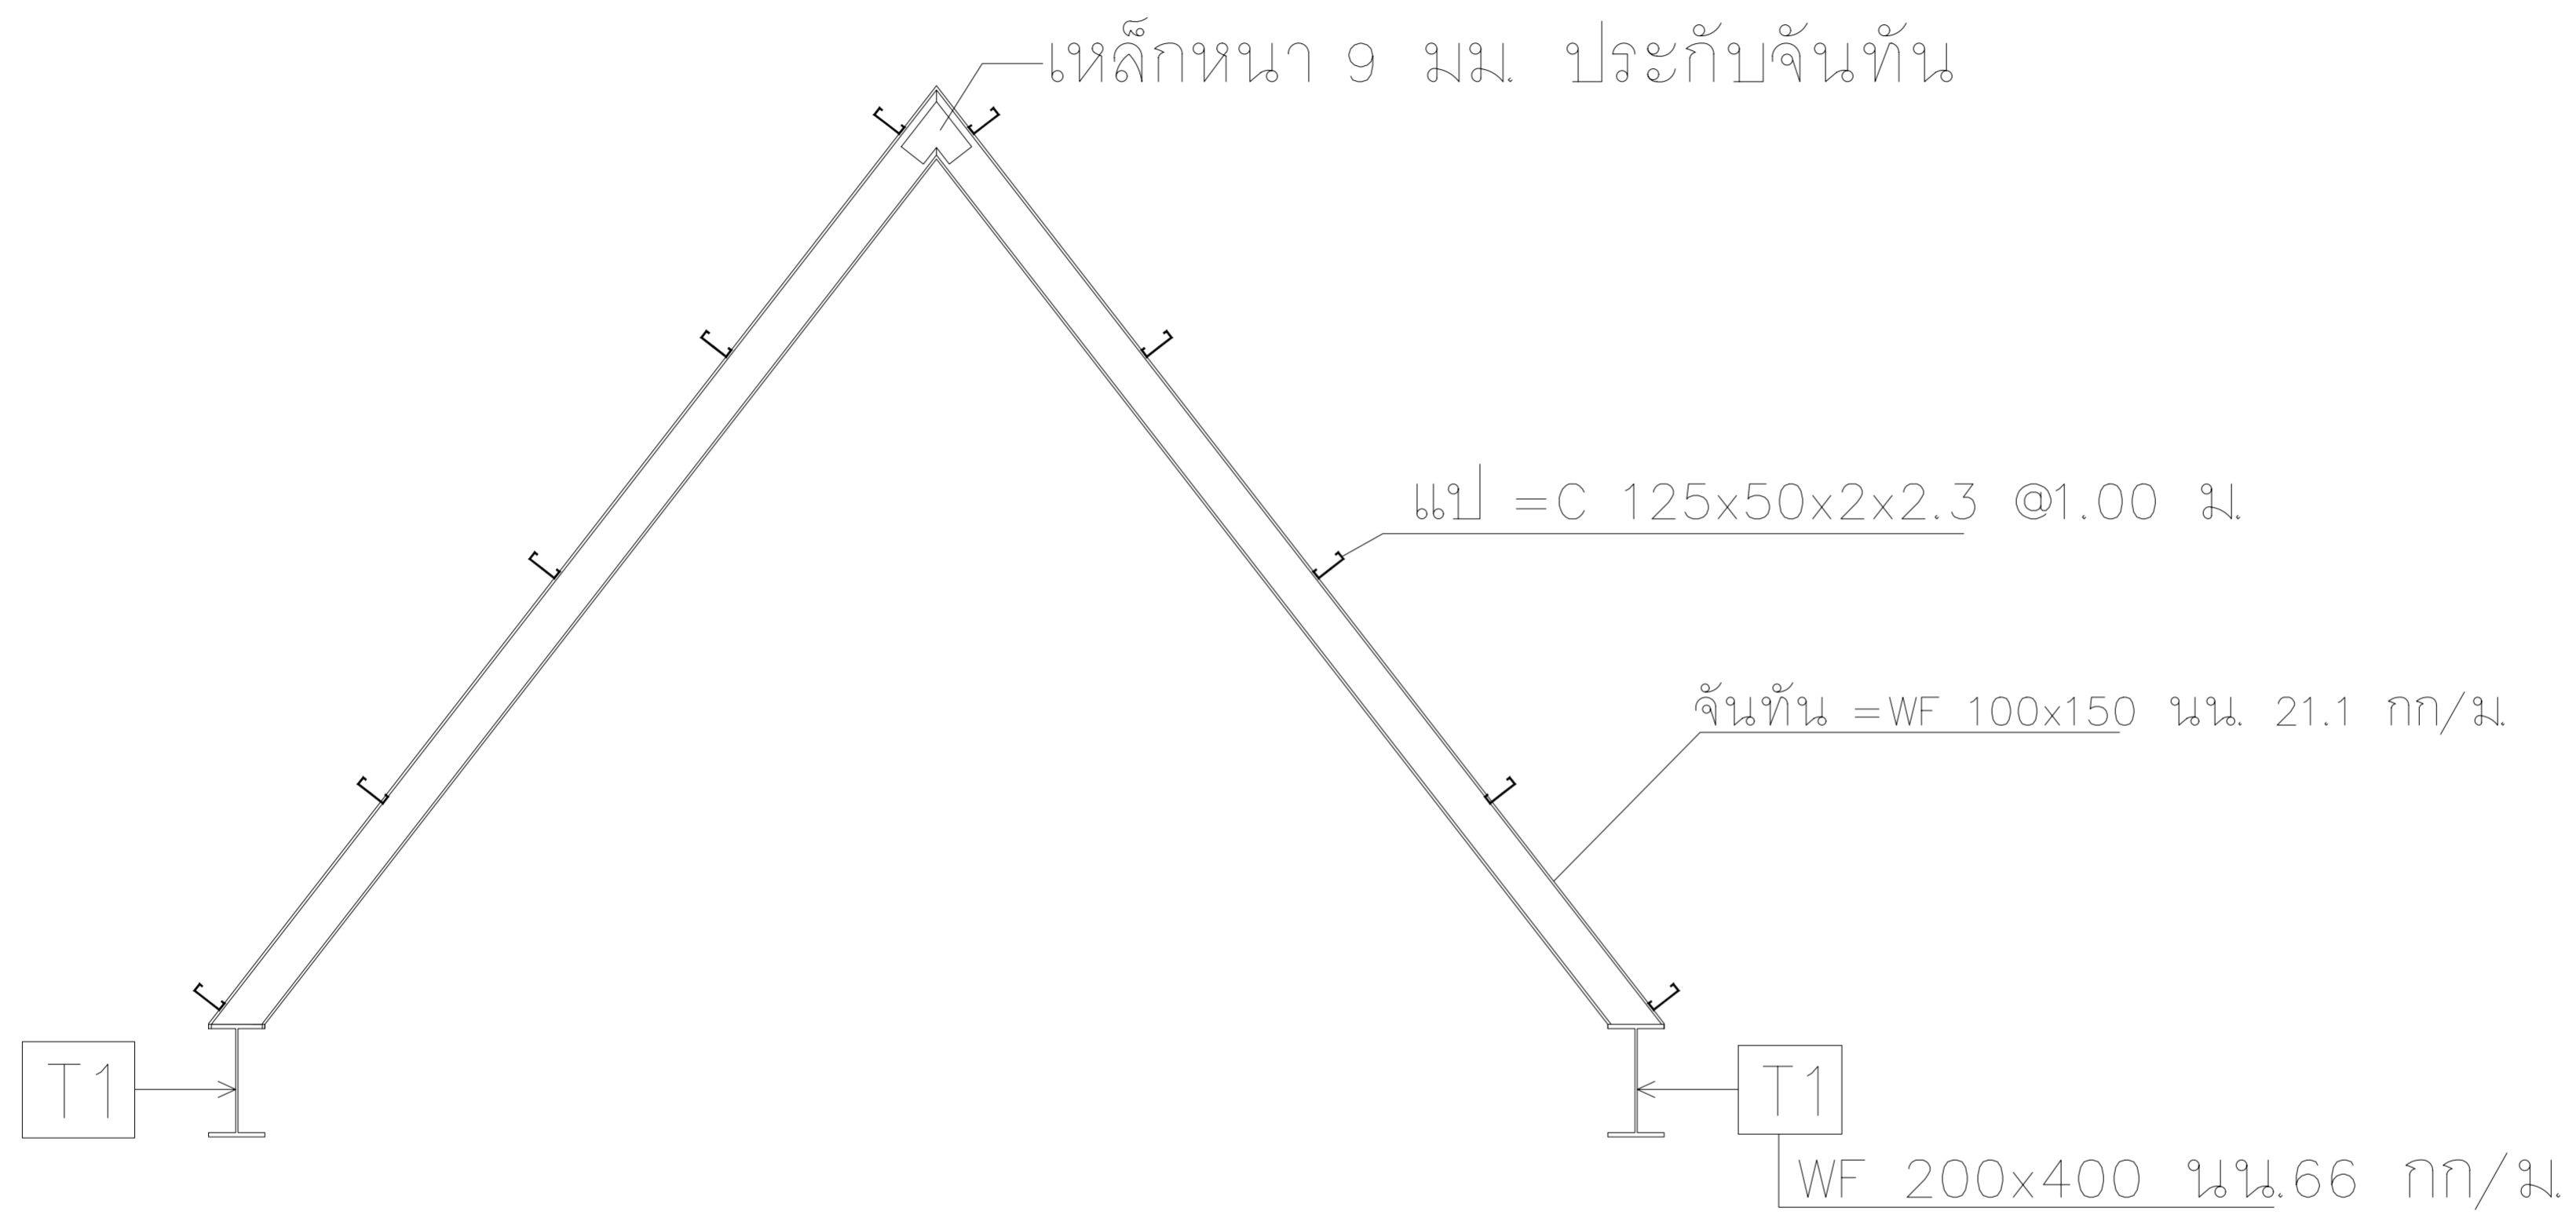 เหล็กหนา 9 มม. ประกับจันทัน
แป =C 125x50x2x2.3 @1.00 ม.
จันทัน =WF 100x150 นน. 21.1 กก/ม.
T1
T1
WF 200x400 นน.66 กก/ม.